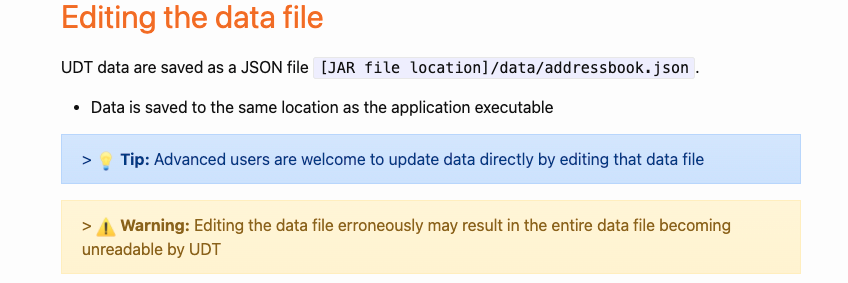 Editing the data file
UDT data are saved as a JSON file [JAR file location]/data/addressbook.json.
• Data is saved to the same location as the application executable
> 💡 Tip: Advanced users are welcome to update data directly by editing that data file
> ⚠️ Warning: Editing the data file erroneously may result in the entire data file becoming
unreadable by UDT